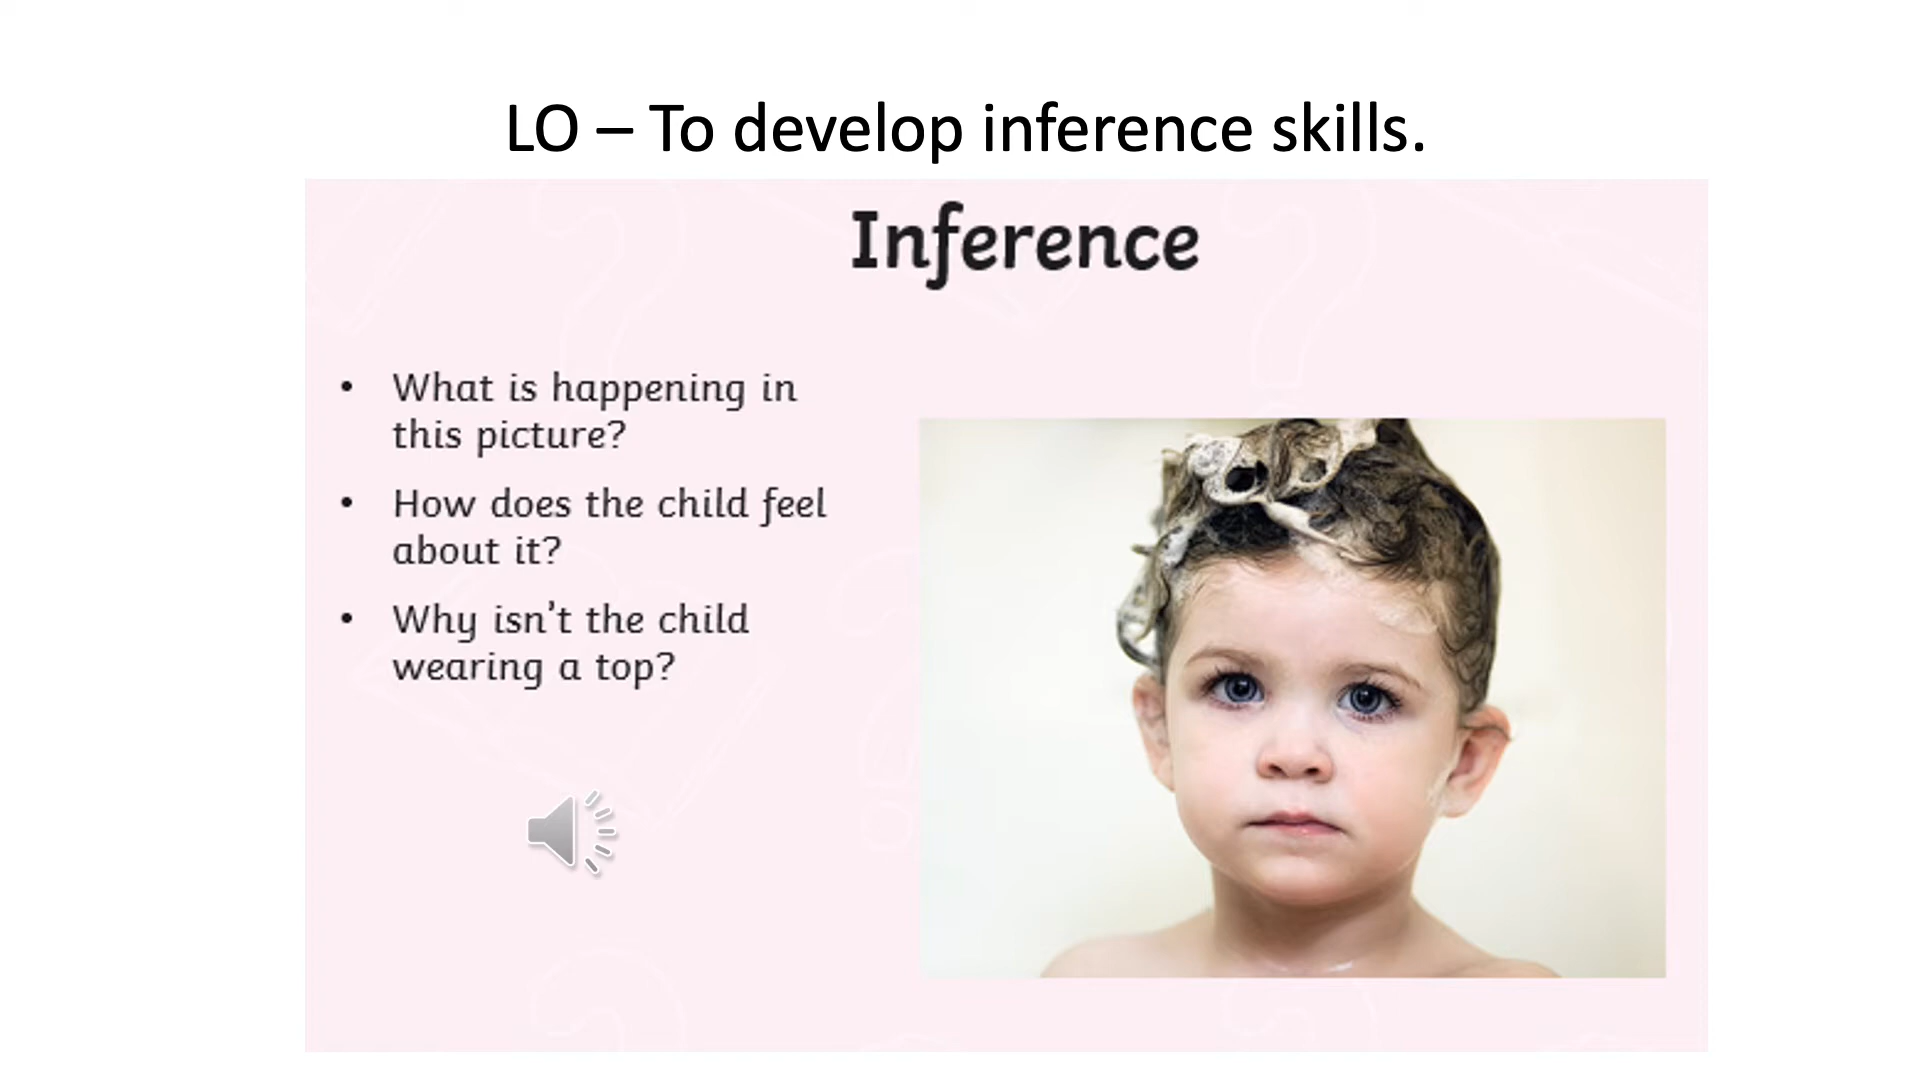 LO – To develop inference skills.
Inference
• What is happening in
this picture?
• How does the child feel
about it?
• Why isn’t the child
wearing a top?